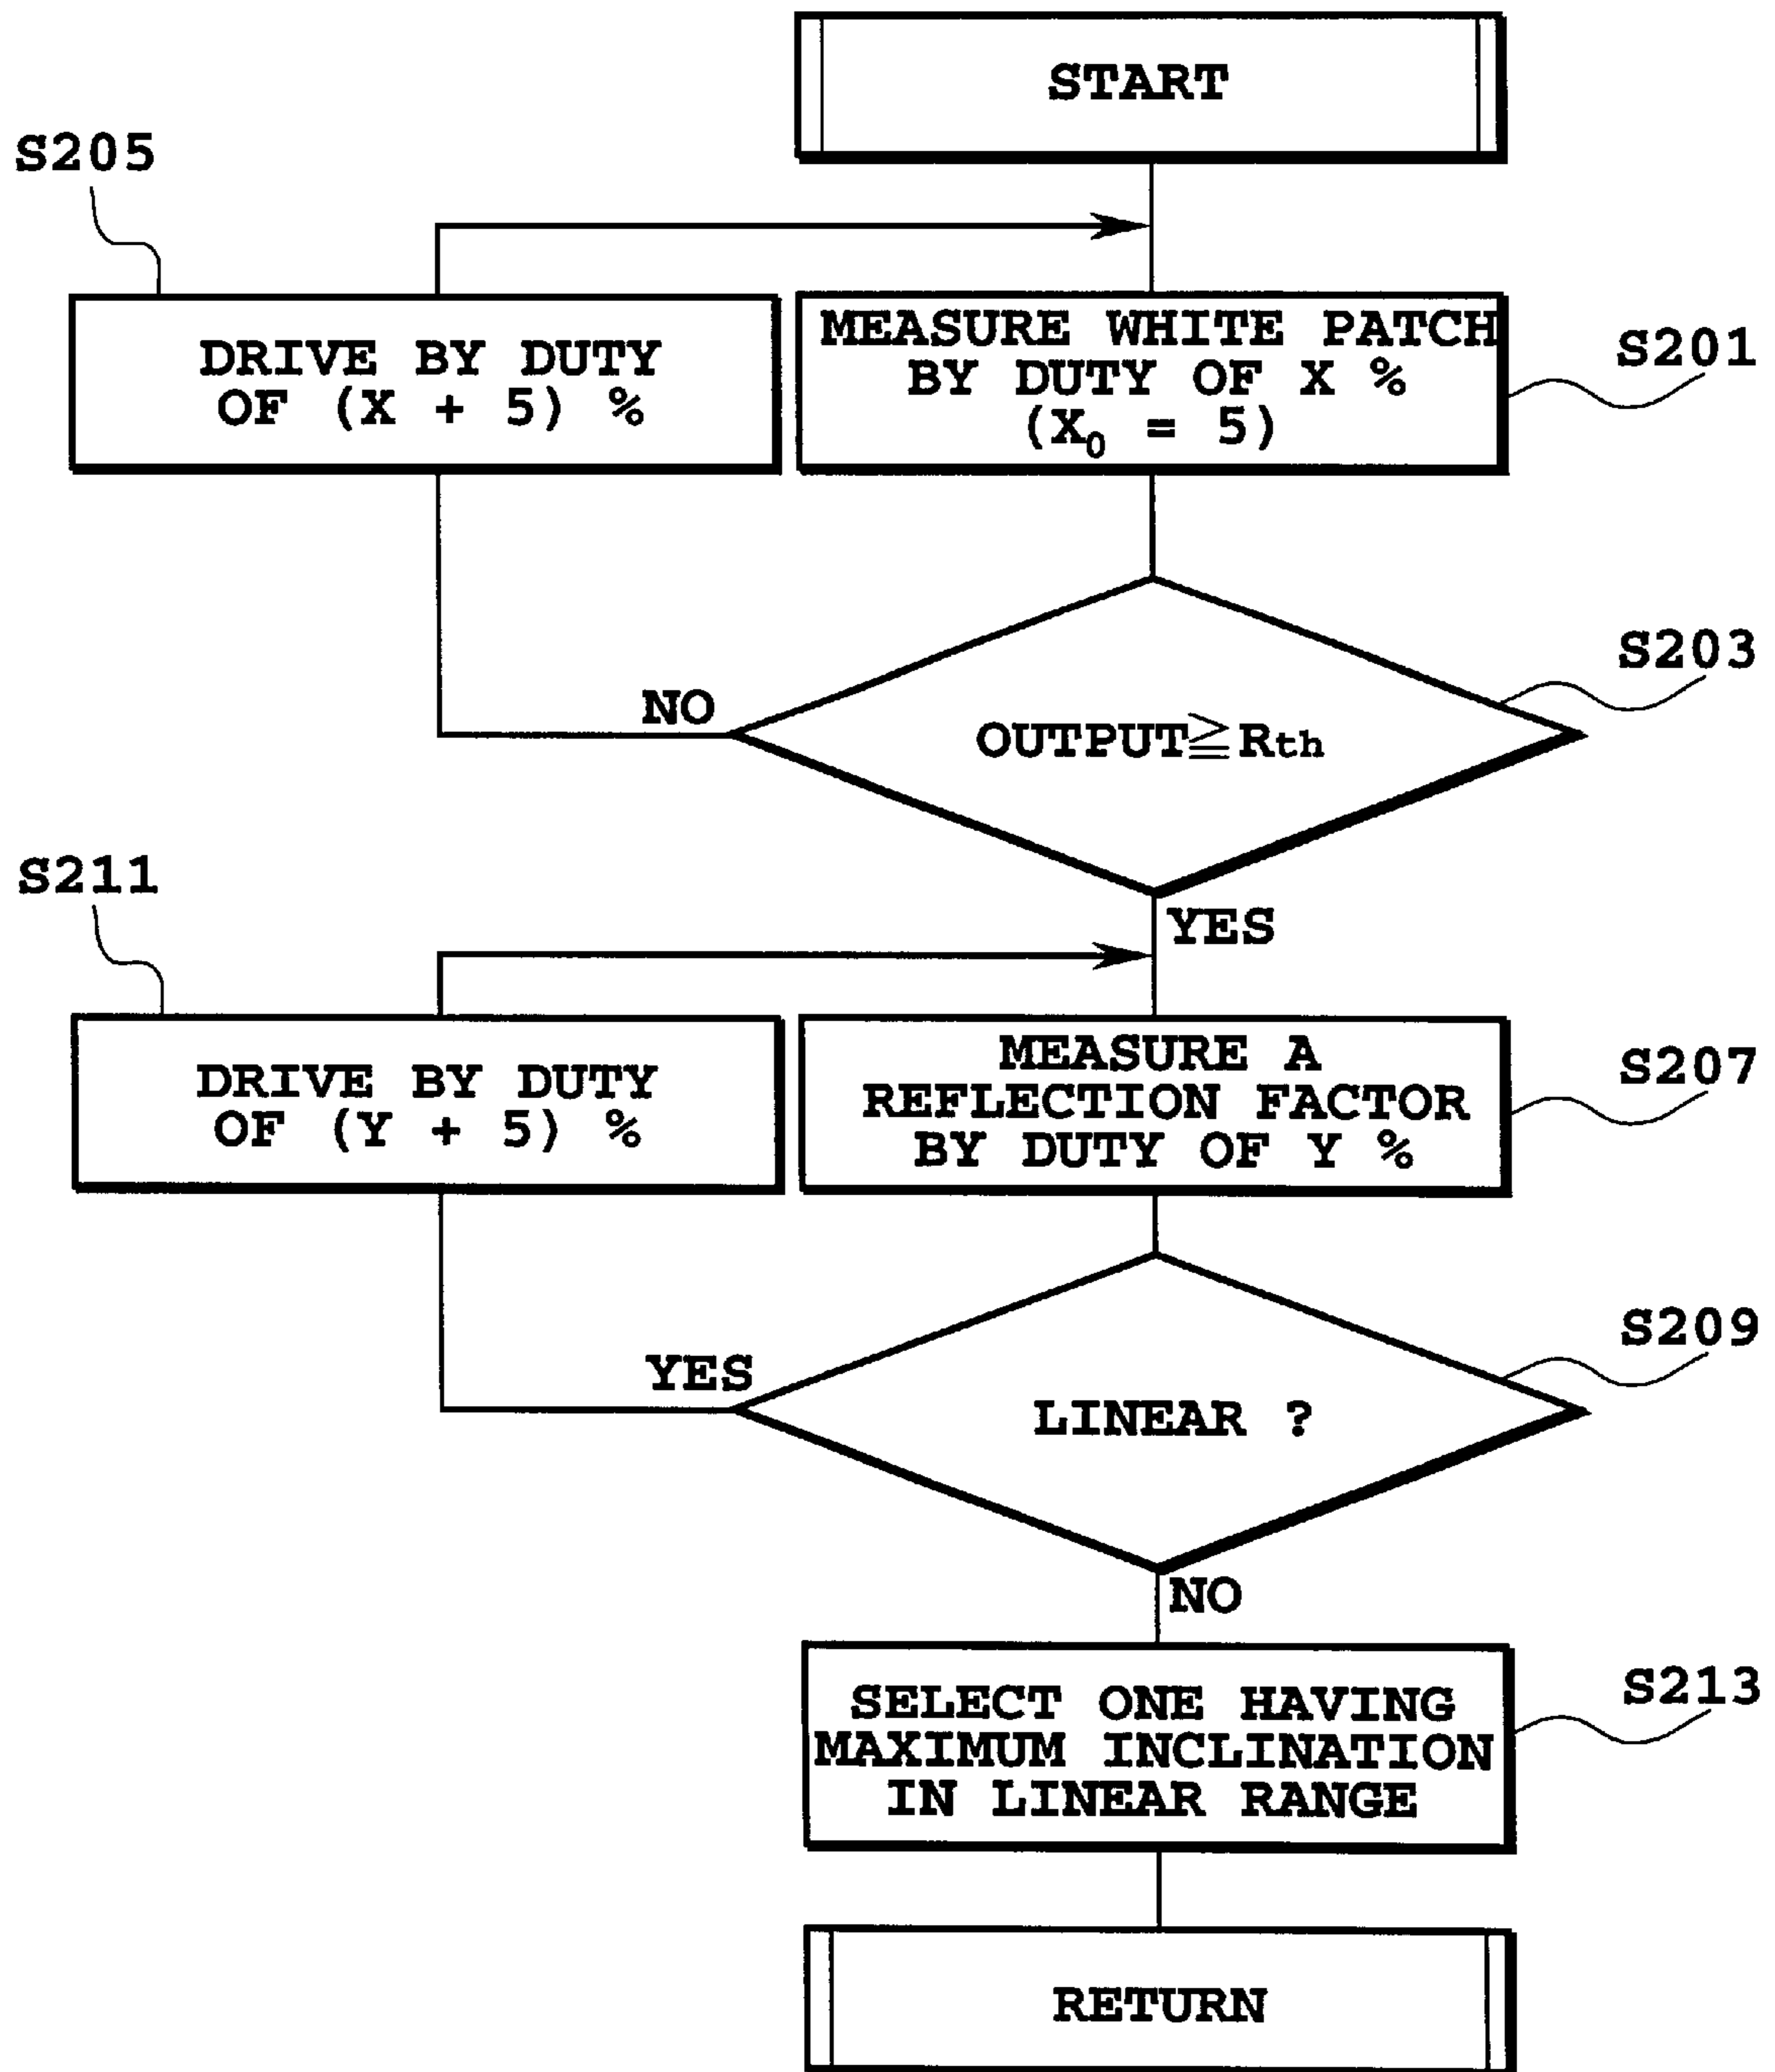 START
S205
DRIVE BY DUTY
OF (X + 5) %
MEASURE WHITE PATCH
BY DUTY OF X %
(X₀ = 5)
S201
S203
NO
OUTPUT≧Rth
YES
S211
DRIVE BY DUTY
OF (Y + 5) %
MEASURE A
REFLECTION FACTOR
BY DUTY OF Y %
S207
S209
YES
LINEAR ?
NO
SELECT ONE HAVING
MAXIMUM INCLINATION
IN LINEAR RANGE
S213
RETURN